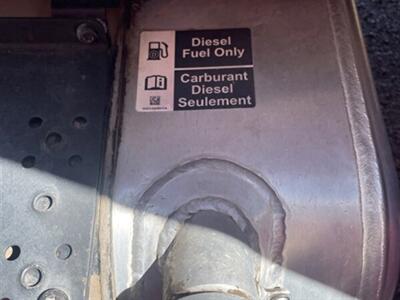 Diesel
Fuel Only
Carburant
Diesel
Seulement